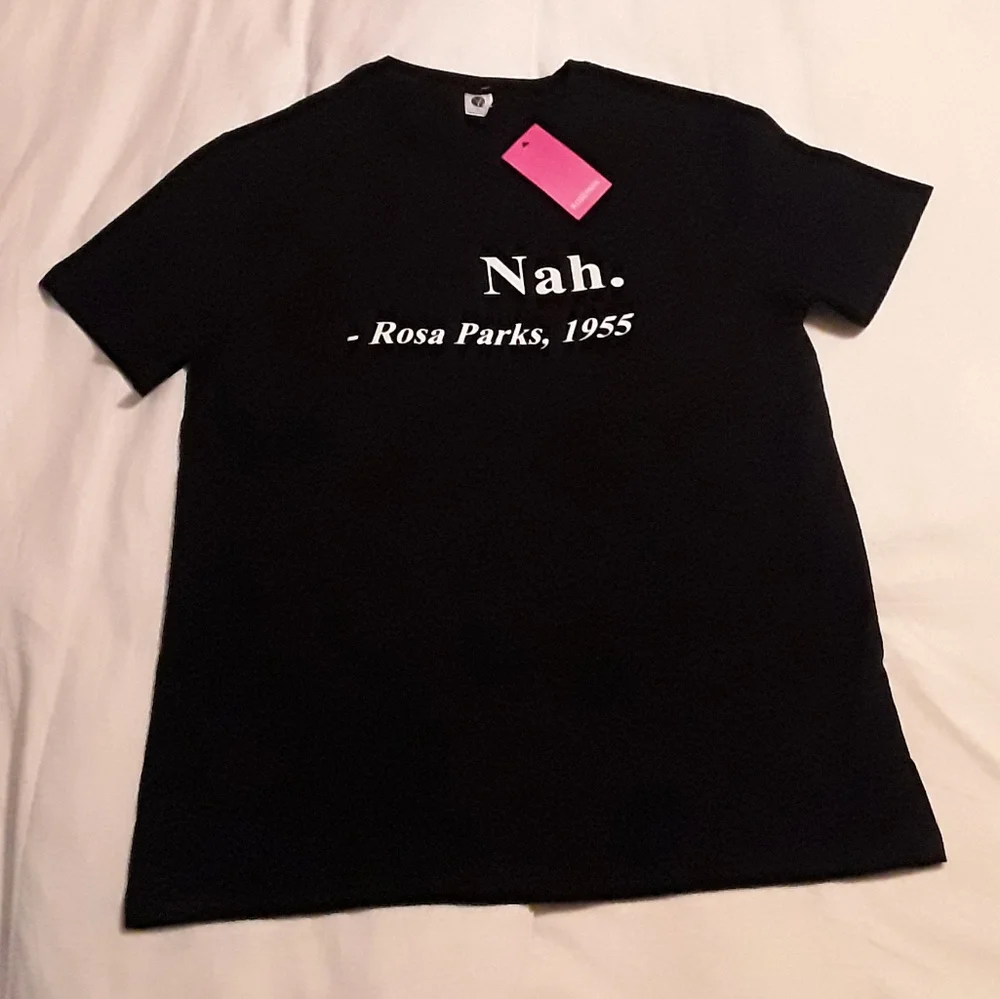 Nah.
- Rosa Parks, 1955